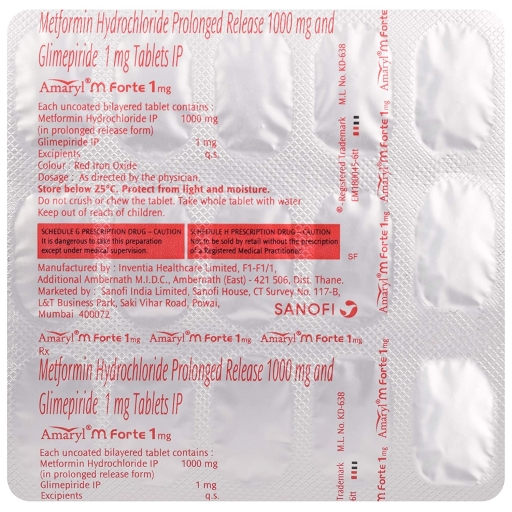 Metformin Hydrochloride Prolonged Release 1000 mg and
Glimepiride 1 mg Tablets IP
Amaryl® M Forte 1mg
Each uncoated bilayered tablet contains :
Metformin Hydrochloride IP 1000 mg
(in prolonged release form)
Glimepiride IP 1 mg
Excipients q.s.
Colour : Red Iron Oxide
Dosage : As directed by the physician.
Store below 25°C. Protect from light and moisture.
Do not crush or chew the tablet. Take whole tablet with water.
Keep out of reach of children.
SCHEDULE G PRESCRIPTION DRUG – CAUTION
It is dangerous to take this preparation
except under medical supervision.
SCHEDULE H PRESCRIPTION DRUG – CAUTION
Not to be sold by retail without the prescription
of a Registered Medical Practitioner.
SF
Manufactured by : Inventia Healthcare Limited, F1-F1/1,
Additional Ambernath M.I.D.C., Ambernath (East) - 421 506, Dist. Thane.
Marketed by : Sanofi India Limited, Sanofi House, CT Survey No. 117-B,
L&T Business Park, Saki Vihar Road, Powai,
Mumbai 400072
SANOFI
Amaryl® M Forte 1mg Amaryl® M Forte 1mg Amaryl® M Forte 1mg
Rx
Metformin Hydrochloride Prolonged Release 1000 mg and
Glimepiride 1 mg Tablets IP
Amaryl® M Forte 1mg
Each uncoated bilayered tablet contains :
Metformin Hydrochloride IP 1000 mg
(in prolonged release form)
Glimepiride IP 1 mg
Excipients q.s.
M.L. No. KD-638
® - Registered Trademark
Amaryl® M Forte
Amaryl® M Forte 1mg
Amaryl® M Forte 1mg
Amaryl® M Forte 1mg
M.L. No. KD-638
Trademark
M Forte 1mg